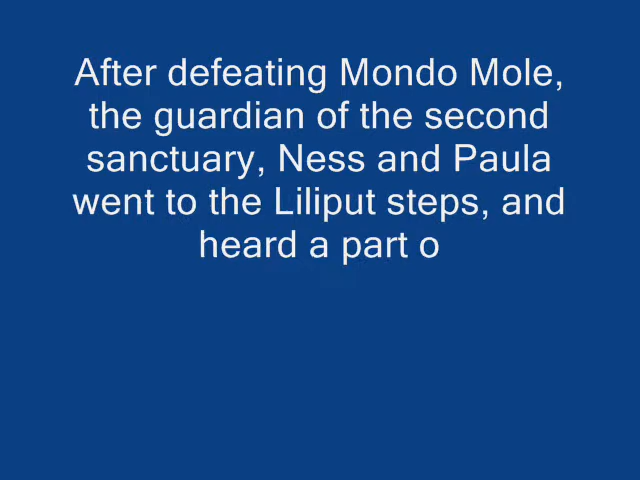 After defeating Mondo Mole,
the guardian of the second
sanctuary, Ness and Paula
went to the Liliput steps, and
heard a part o